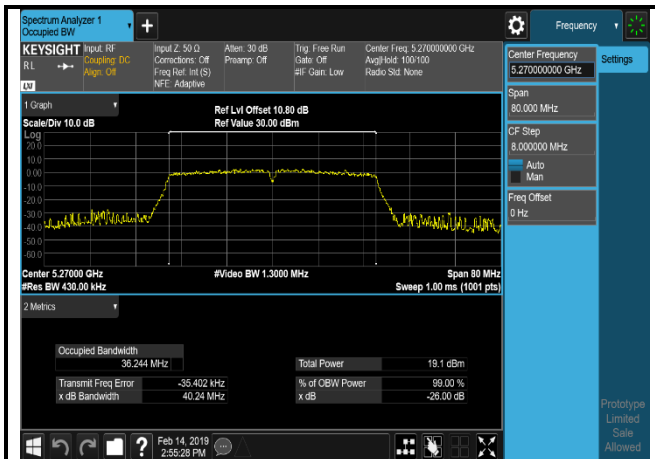 Spectrum Analyzer 1
Occupied BW
+
Frequency
KEYSIGHT
RL
Input: RF
Coupling: DC
Align: Off
Input Z: 50 Ω
Corrections: Off
Freq Ref: Int (S)
NFE: Adaptive
Atten: 30 dB
Preamp: Off
Trig: Free Run
Gate: Off
#IF Gain: Low
Center Freq: 5.270000000 GHz
Avg|Hold: 100/100
Radio Std: None
LXI
1 Graph
Scale/Div 10.0 dB
Ref Lvl Offset 10.80 dB
Ref Value 30.00 dBm
Log
20.0
10.0
0.00
-10.0
-20.0
-30.0
-40.0
-50.0
-60.0
Center 5.27000 GHz
#Res BW 430.00 kHz
#Video BW 1.3000 MHz
Span 80 MHz
Sweep 1.00 ms (1001 pts)
2 Metrics
Occupied Bandwidth
36.244 MHz
Transmit Freq Error -35.402 kHz
x dB Bandwidth 40.24 MHz
Total Power 19.1 dBm
% of OBW Power 99.00 %
x dB -26.00 dB
Center Frequency
5.270000000 GHz
Span
80.000 MHz
CF Step
8.000000 MHz
Auto
Man
Freq Offset
0 Hz
Settings
Prototype
Limited
Sale
Allowed
?
Feb 14, 2019
2:55:28 PM